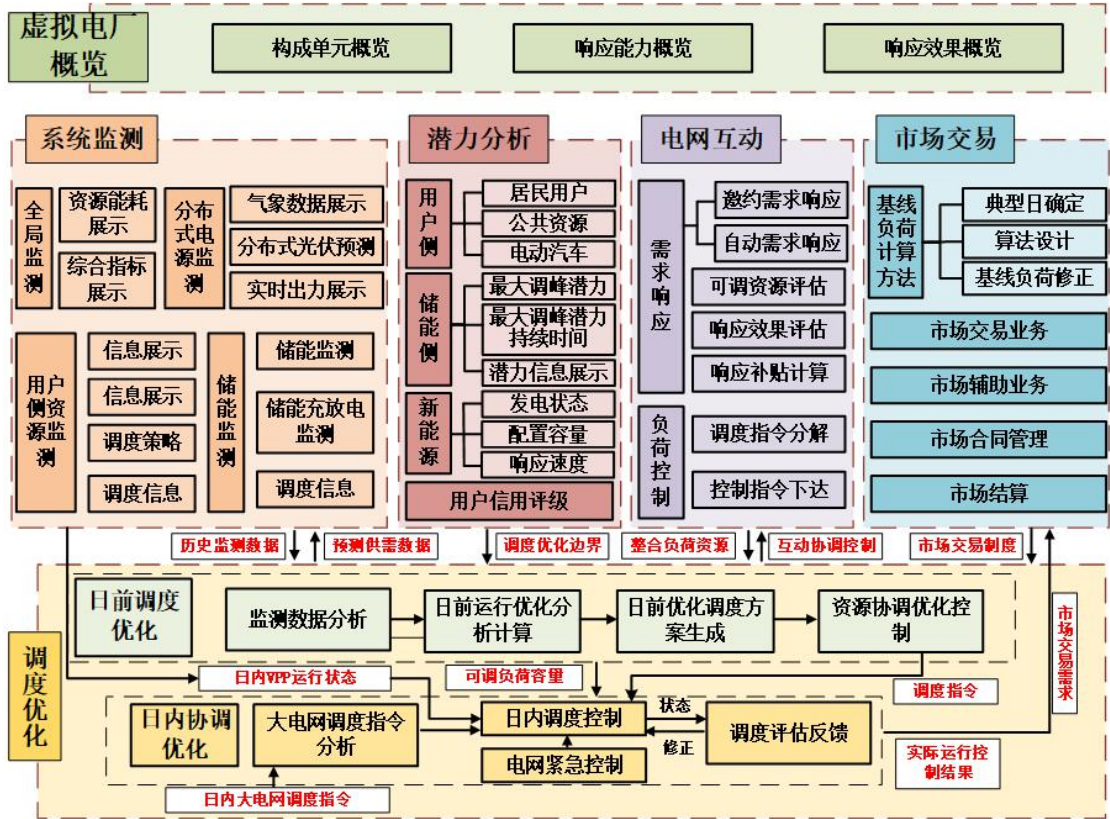 虚拟电厂
概览
构成单元概览
响应能力概览
响应效果概览
系统监测
全局监测
资源能耗
展示
综合指标
展示
分布
式电
源监
测
气象数据展示
分布式光伏预测
实时出力展示
用户
侧资
源监
测
信息展示
信息展示
调度策略
调度信息
储能监测
储能监测
储能充放电
监测
调度信息
潜力分析
用户侧
居民用户
公共资源
电动汽车
储能侧
最大调峰潜力
最大调峰潜力
持续时间
潜力信息展示
新能源
发电状态
配置容量
响应速度
用户信用评级
电网互动
需求响应
邀约需求响应
自动需求响应
可调资源评估
响应效果评估
响应补贴计算
负荷控制
调度指令分解
控制指令下达
市场交易
基线
负荷
计算
方法
典型日确定
算法设计
基线负荷修正
市场交易业务
市场辅助业务
市场合同管理
市场结算
历史监测数据
预测供需数据
调度优化边界
整合负荷资源
互动协调控制
市场交易制度
调度优化
日前调度
优化
监测数据分析
日前运行优化分
析计算
日前优化调度方
案生成
资源协调优化控
制
市场交易需求
日内VPP运行状态
可调负荷容量
调度指令
日内协调
优化
大电网调度指令
分析
日内调度控制
状态
修正
调度评估反馈
电网紧急控制
实际运行控
制结果
日内大电网调度指令